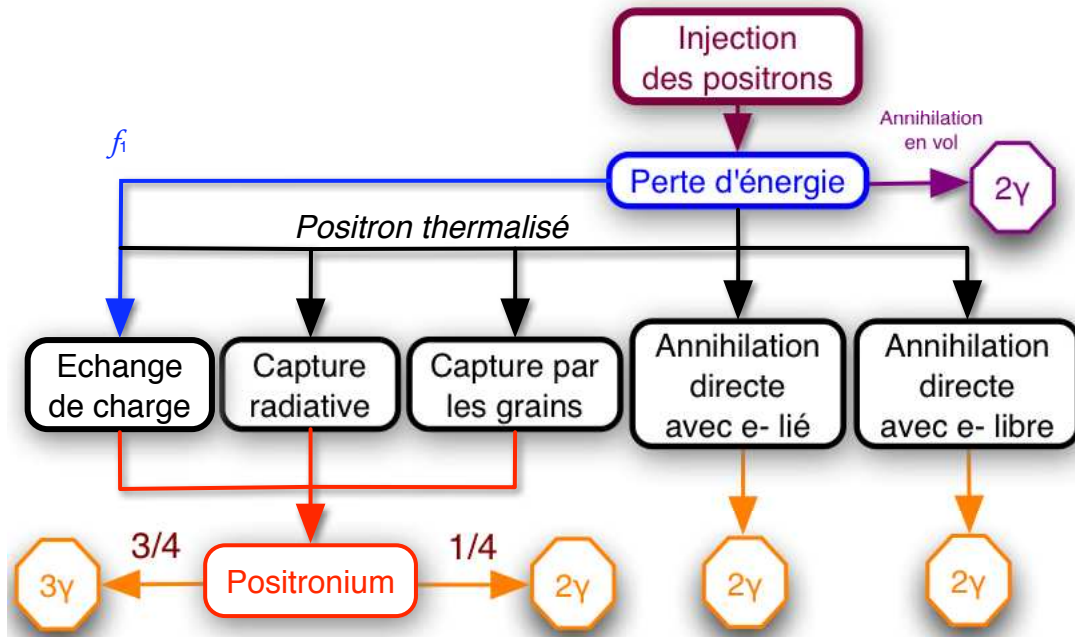 Injection
des positrons
f₁
Annihilation
en vol
Perte d'énergie
2γ
Positron thermalisé
Echange
de charge
Capture
radiative
Capture par
les grains
Annihilation
directe
avec e- lié
Annihilation
directe
avec e- libre
3γ
3/4
Positronium
1/4
2γ
2γ
2γ